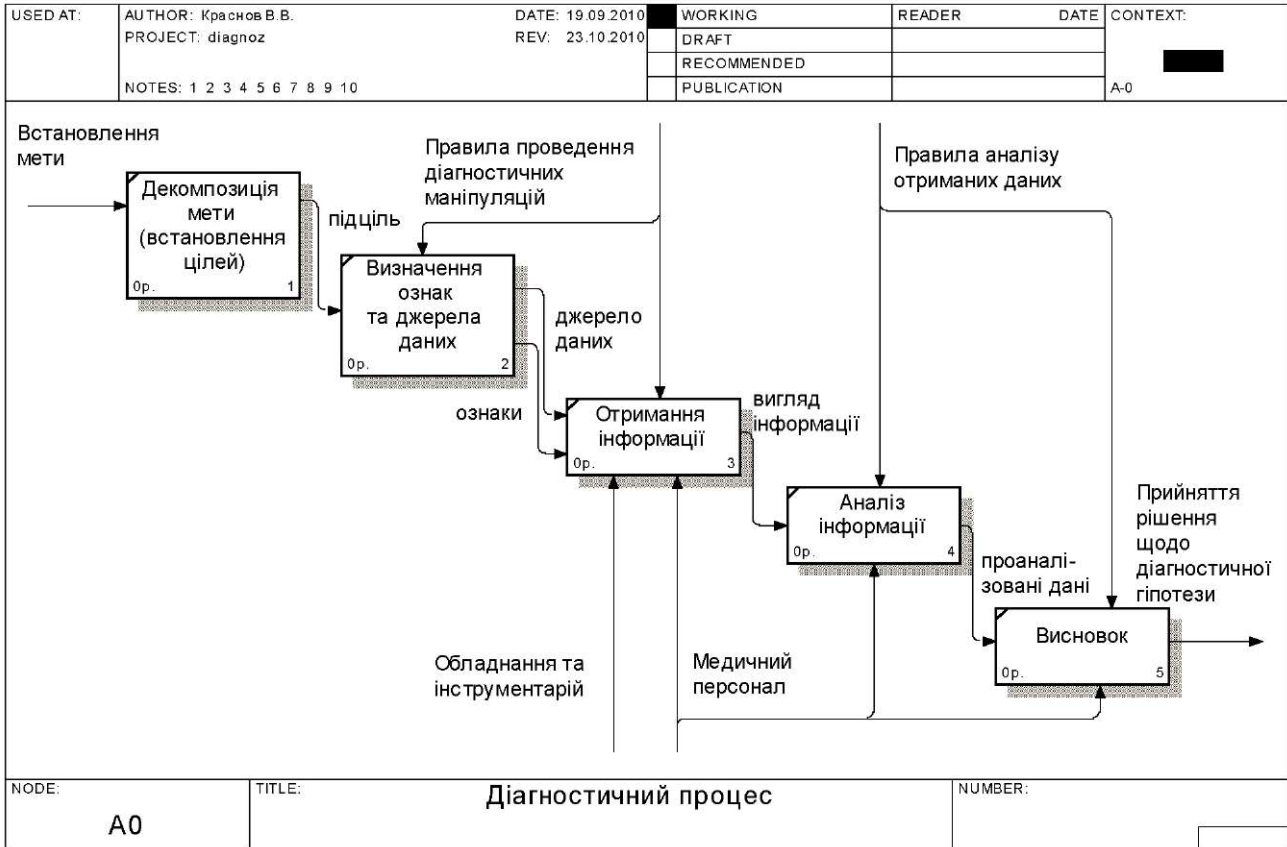 USED AT:
AUTHOR: Краснов В.В.
DATE: 19.09.2010
PROJECT: diagnoz
REV: 23.10.2010
NOTES: 1 2 3 4 5 6 7 8 9 10
WORKING
DRAFT
RECOMMENDED
PUBLICATION
READER
DATE
CONTEXT:
A-0
Встановлення
мети
Декомпозиція
мети
(встановлення
цілей)
0р.
1
підціль
Правила проведення
діагностичних
маніпуляцій
Правила аналізу
отриманих даних
Визначення
ознак
та джерела
даних
0р.
2
джерело
даних
ознаки
Отримання
інформації
0р.
3
вигляд
інформації
Аналіз
інформації
0р.
4
проаналі-
зовані дані
Прийняття
рішення
щодо
діагностичної
гіпотези
Висновок
0р.
5
Обладнання та
інструментарій
Медичний
персонал
NODE:
A0
TITLE:
Діагностичний процес
NUMBER: